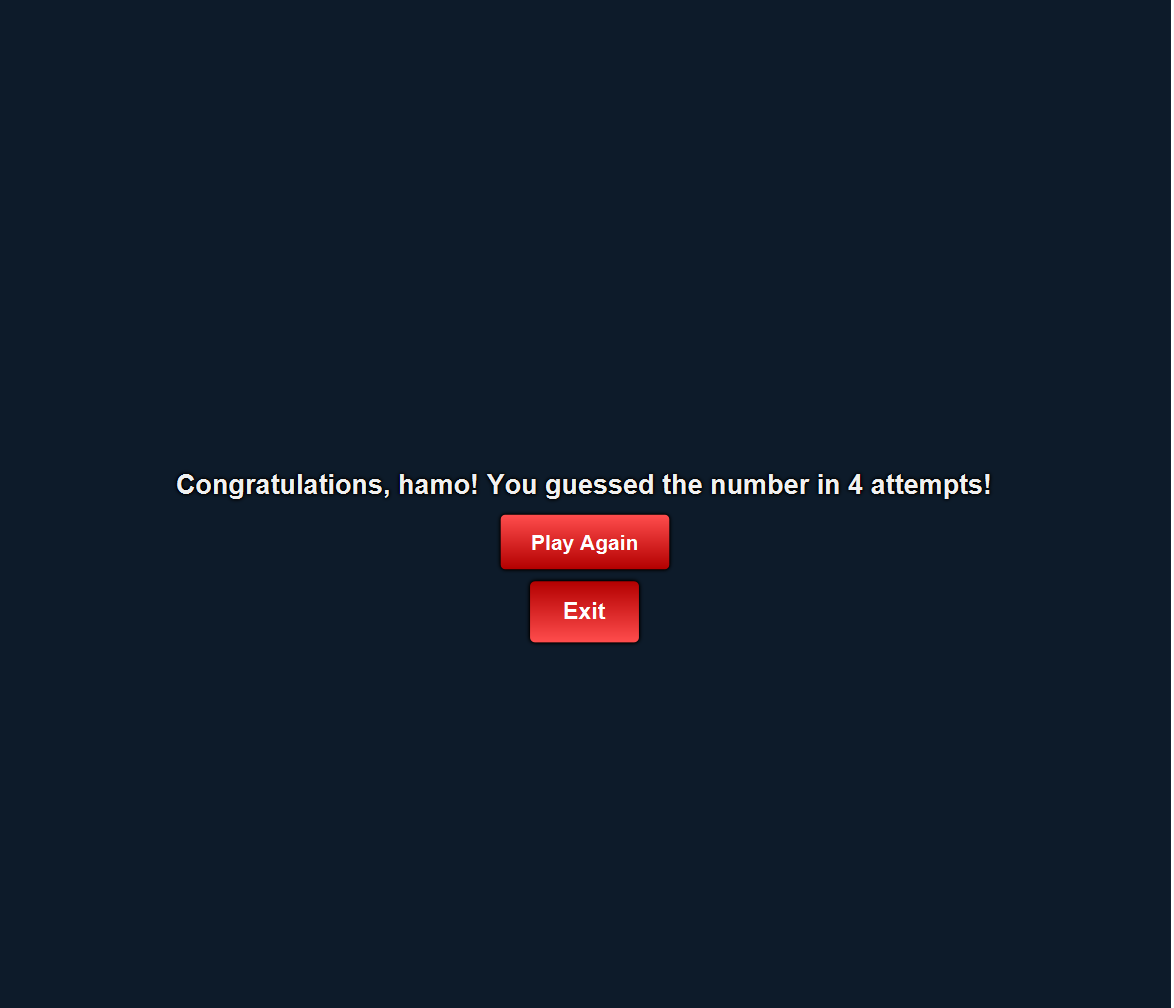 Congratulations, hamo! You guessed the number in 4 attempts!
Play Again
Exit